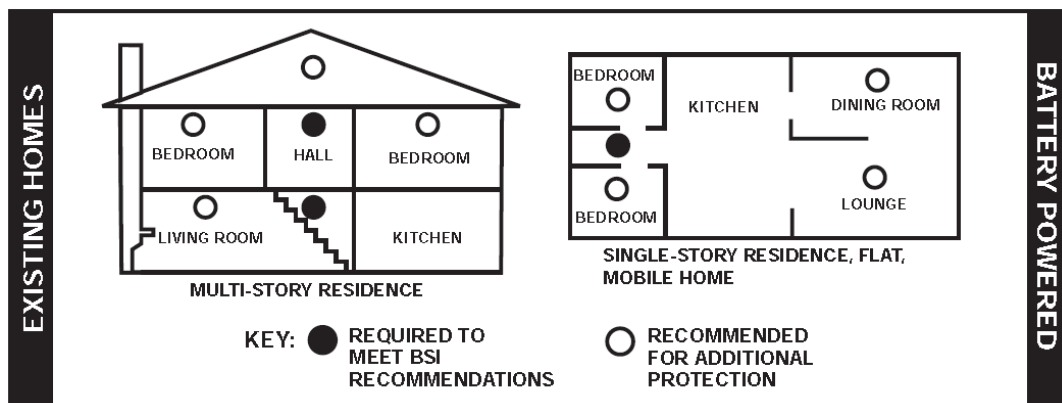 EXISTING HOMES
BEDROOM
HALL
BEDROOM
LIVING ROOM
KITCHEN
MULTI-STORY RESIDENCE
BEDROOM
KITCHEN
DINING ROOM
BEDROOM
LOUNGE
SINGLE-STORY RESIDENCE, FLAT,
MOBILE HOME
KEY:
REQUIRED TO
MEET BSI
RECOMMENDATIONS
RECOMMENDED
FOR ADDITIONAL
PROTECTION
BATTERY POWERED